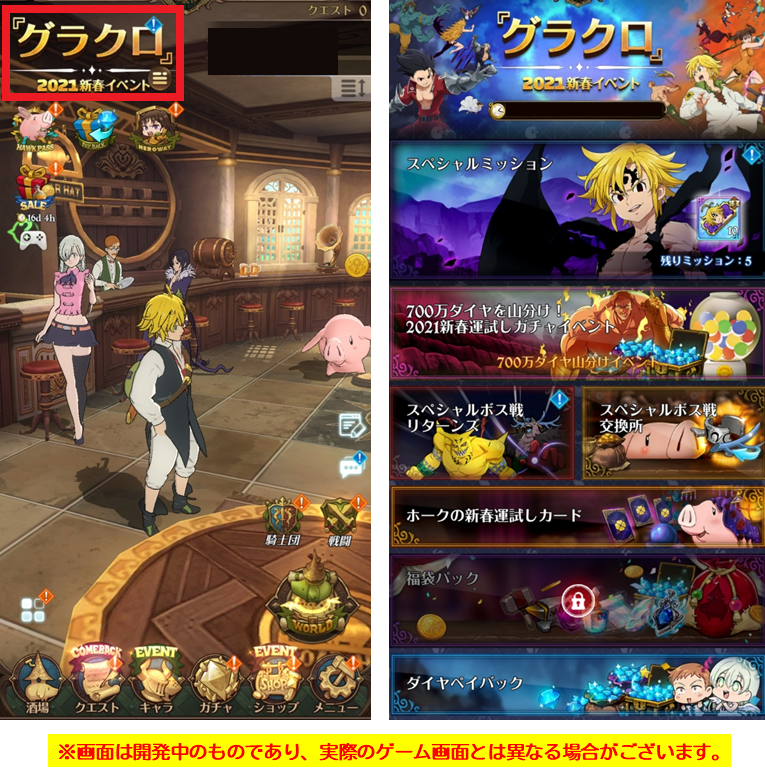 クエスト 0
『グラクロ』
2021新春イベント
HAWK PASS
PAY BACK
HERO WAY
B HAT
SALE
16d 4h
騎士団
戦闘
WORLD
COMEBACK
EVENT
EVENT
SHOP
酒場
クエスト
キャラ
ガチャ
ショップ
メニュー
『グラクロ』
2021新春イベント
スペシャルミッション
10
残りミッション：5
700万ダイヤを山分け！
2021新春運試しガチャイベント
700万ダイヤ山分けイベント
スペシャルボス戦
リターンズ
スペシャルボス戦
交換所
ホークの新春運試しカード
福袋パック
ダイヤペイバック
※画面は開発中のものであり、実際のゲーム画面とは異なる場合がございます。